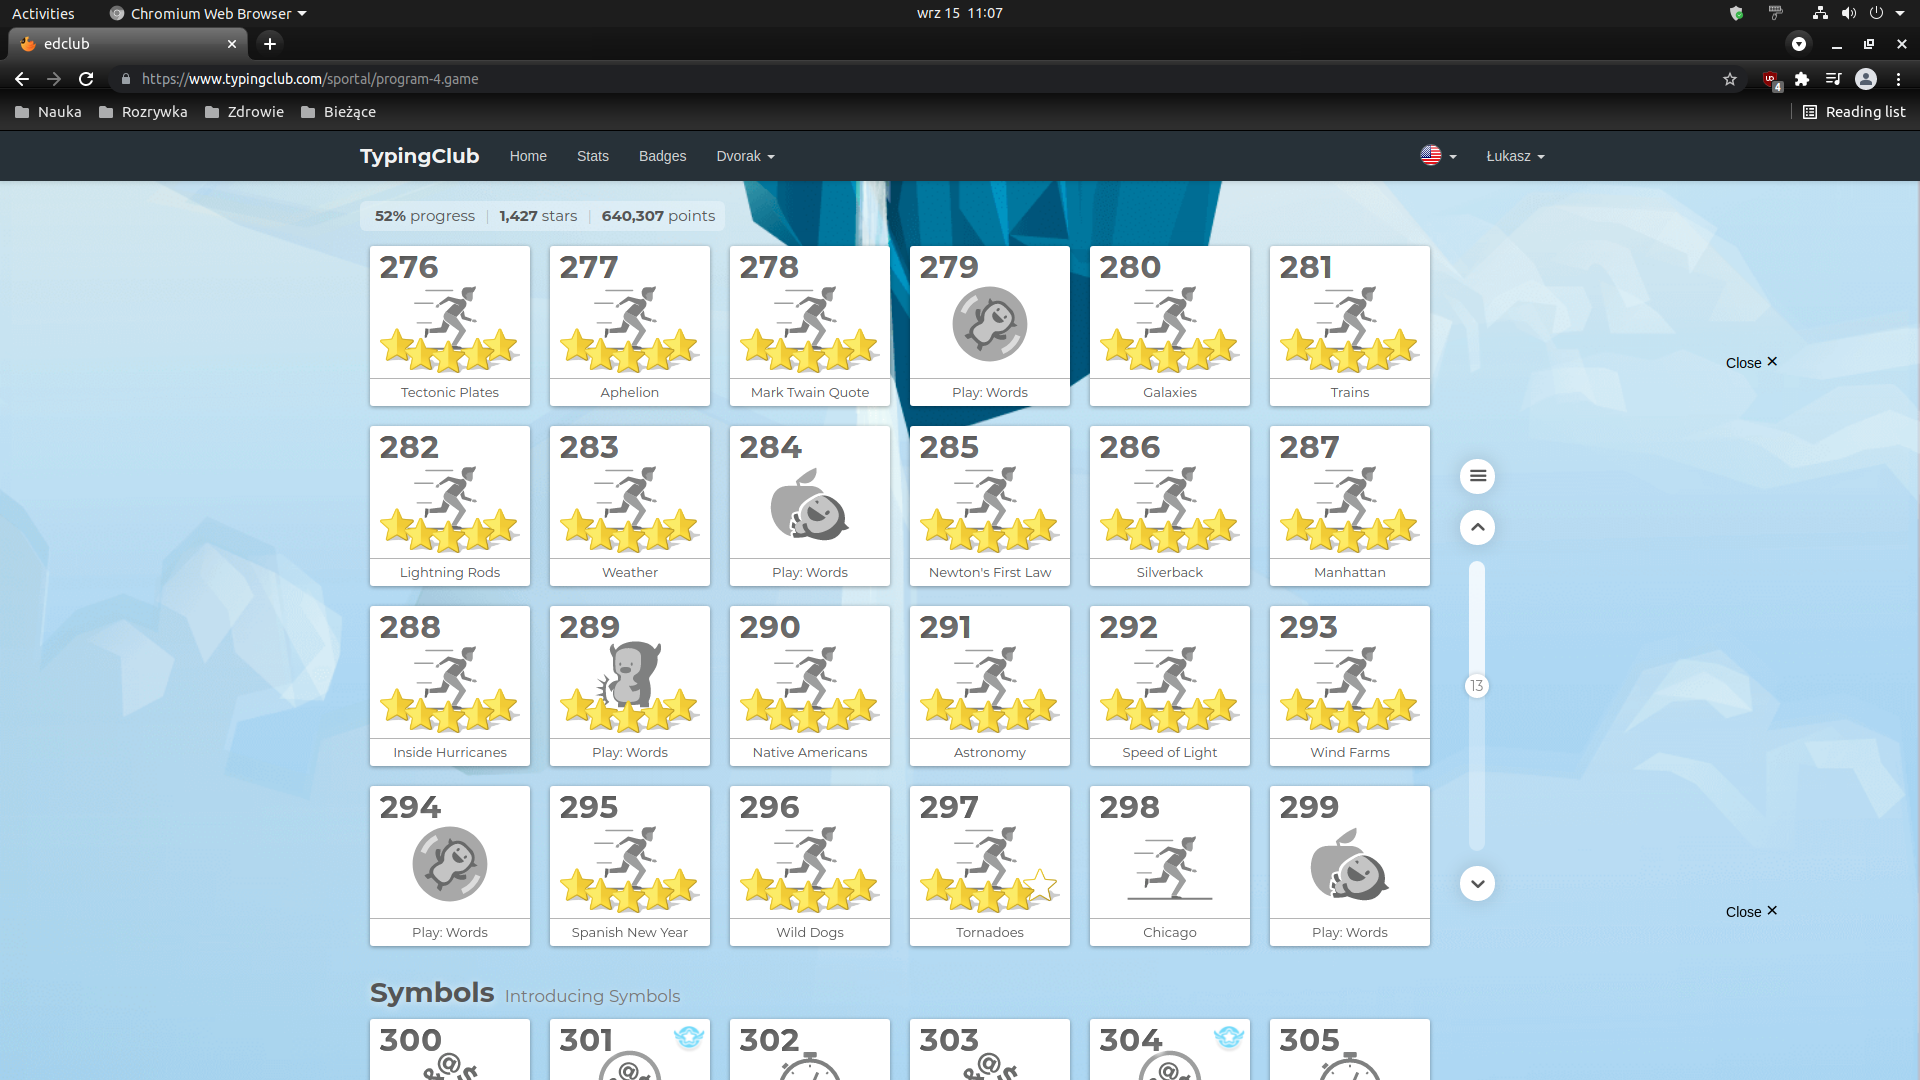 Activities Chromium Web Browser wrz 15 11:07
edclub
https://www.typingclub.com/sportal/program-4.game
4
Nauka Rozrywka Zdrowie Bieżące Reading list
TypingClub Home Stats Badges Dvorak Łukasz
52% progress 1,427 stars 640,307 points
276 277 278 279 280 281
Tectonic Plates Aphelion Mark Twain Quote Play: Words Galaxies Trains
Close ×
282 283 284 285 286 287
Lightning Rods Weather Play: Words Newton's First Law Silverback Manhattan
288 289 290 291 292 293
13
Inside Hurricanes Play: Words Native Americans Astronomy Speed of Light Wind Farms
294 295 296 297 298 299
Play: Words Spanish New Year Wild Dogs Tornadoes Chicago Play: Words
Close ×
Symbols Introducing Symbols
300 301 302 303 304 305